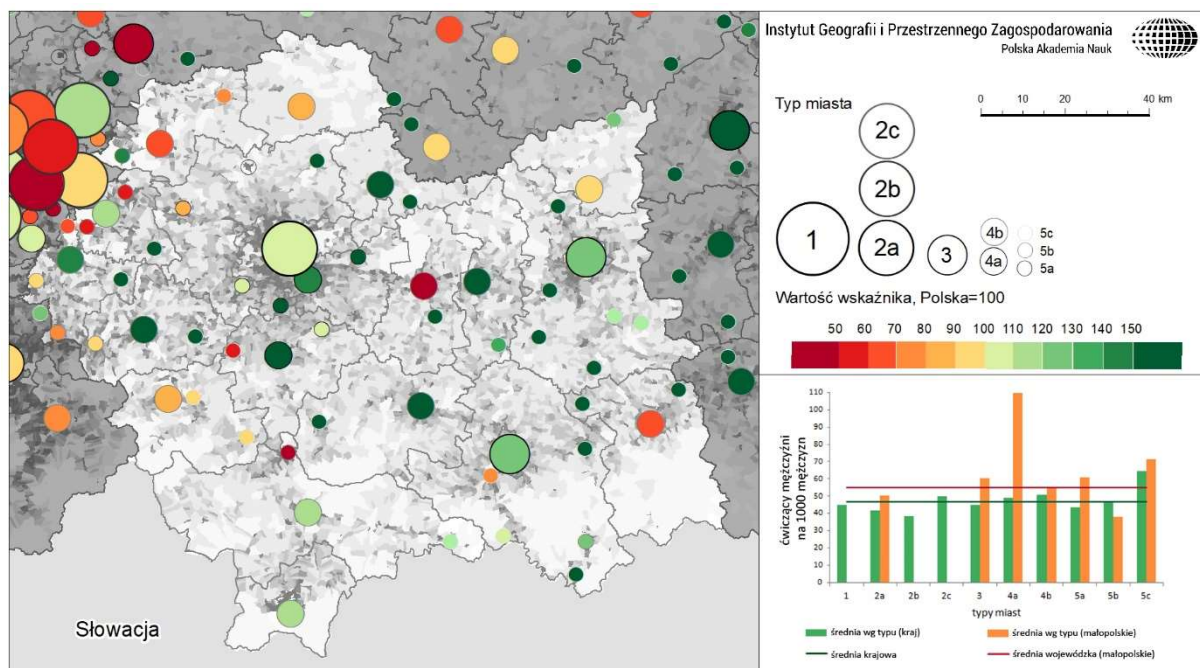 Instytut Geografii i Przestrzennego Zagospodarowania
Polska Akademia Nauk
Typ miasta
0 10 20 40 km
2c
2b
1
2a
3
4b
4a
5c
5b
5a
Wartość wskaźnika, Polska=100
50 60 70 80 90 100 110 120 130 140 150
Słowacja
110
100
90
80
70
60
50
40
30
20
10
0
ćwiczący mężczyźni
na 1000 mężczyzn
1 2a 2b 2c 3 4a 4b 5a 5b 5c
typy miast
średnia wg typu (kraj)
średnia wg typu (małopolskie)
średnia krajowa
średnia wojewódzka (małopolskie)